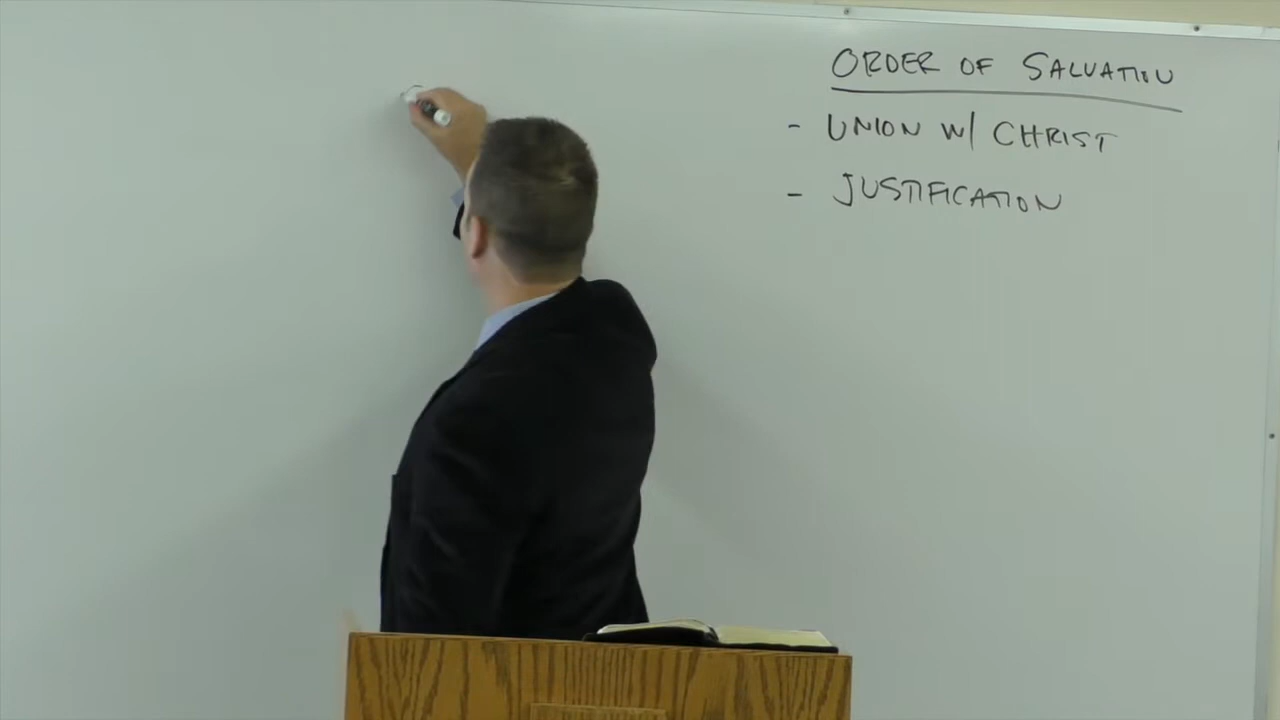 ORDER OF SALVATION
- UNION W/ CHRIST
- JUSTIFICATION